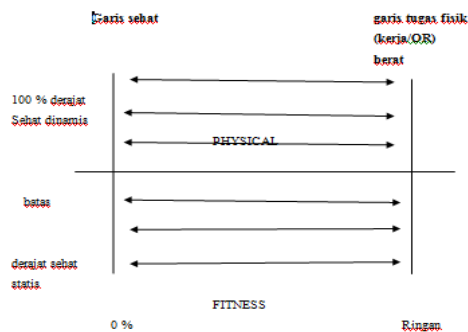 Garis sehat
garis tugas fisik
(kerja/OR)
berat
100 % derajat
Sehat dinamis
PHYSICAL
batas
derajat sehat
statis
FITNESS
0 %
Ringan